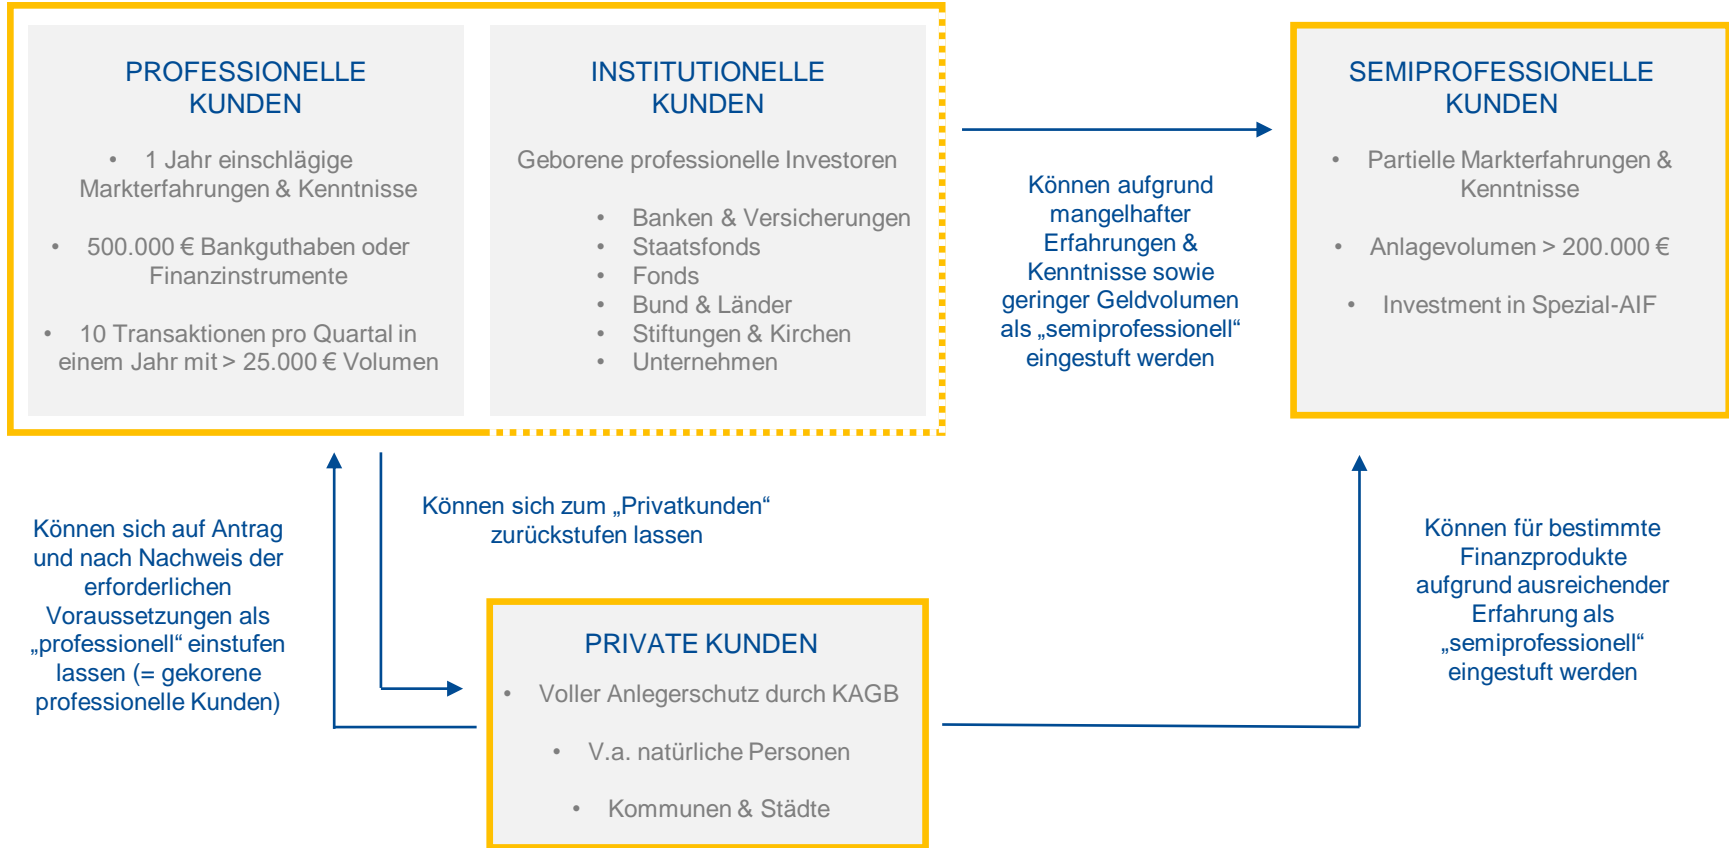 PROFESSIONELLE
KUNDEN
• 1 Jahr einschlägige
Markterfahrungen & Kenntnisse
• 500.000 € Bankguthaben oder
Finanzinstrumente
• 10 Transaktionen pro Quartal in
einem Jahr mit > 25.000 € Volumen
INSTITUTIONELLE
KUNDEN
Geborene professionelle Investoren
• Banken & Versicherungen
• Staatsfonds
• Fonds
• Bund & Länder
• Stiftungen & Kirchen
• Unternehmen
Können aufgrund
mangelhafter
Erfahrungen &
Kenntnisse sowie
geringer Geldvolumen
als „semiprofessionell“
eingestuft werden
SEMIPROFESSIONELLE
KUNDEN
• Partielle Markterfahrungen &
Kenntnisse
• Anlagevolumen > 200.000 €
• Investment in Spezial-AIF
Können sich auf Antrag
und nach Nachweis der
erforderlichen
Voraussetzungen als
„professionell“ einstufen
lassen (= gekorene
professionelle Kunden)
Können sich zum „Privatkunden“
zurückstufen lassen
PRIVATE KUNDEN
• Voller Anlegerschutz durch KAGB
• V.a. natürliche Personen
• Kommunen & Städte
Können für bestimmte
Finanzprodukte
aufgrund ausreichender
Erfahrung als
„semiprofessionell“
eingestuft werden